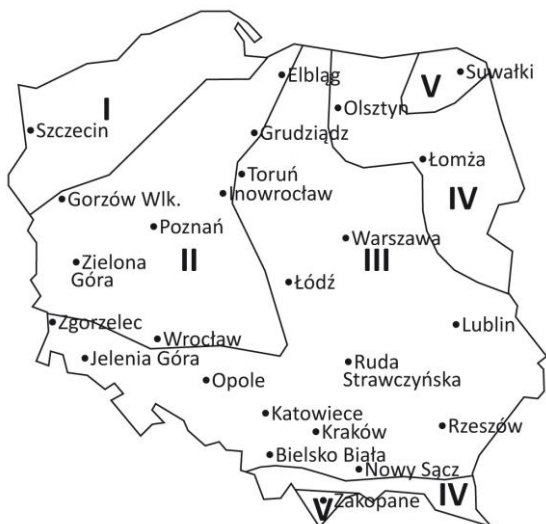 Elbląg
Suwałki
V
I
Olsztyn
Szczecin
Grudziądz
Łomża
Toruń
Inowrocław
Gorzów Wlk.
IV
Poznań
Warszawa
II
III
Zielona
Góra
Łódź
Zgorzelec
Lublin
Wrocław
Jelenia Góra
Ruda
Strawczyńska
Opole
Katowiece
Kraków
Rzeszów
Bielsko Biała
Nowy Sącz
IV
V
Zakopane